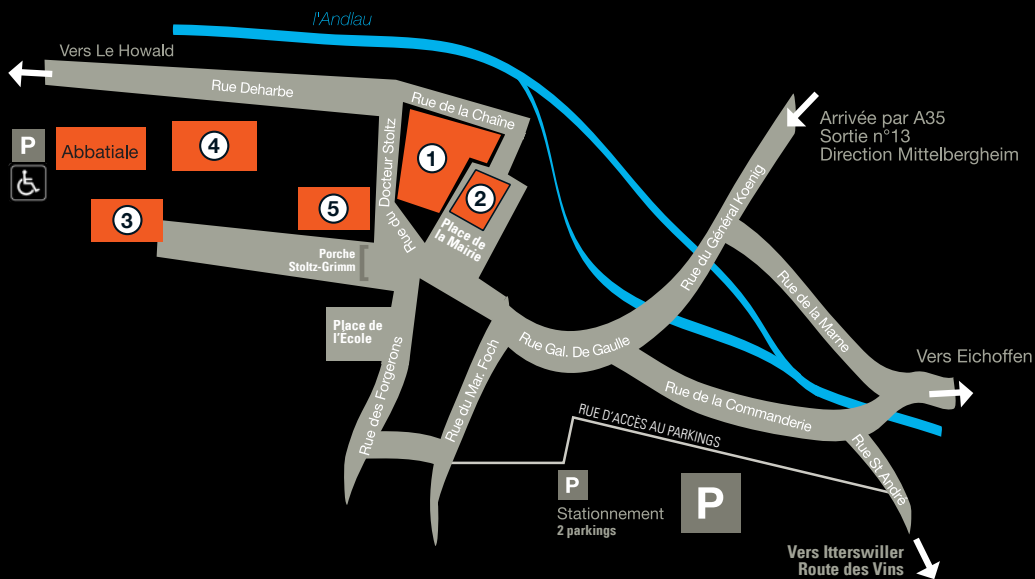 l'Andlau
Vers Le Howald
Rue Deharbe
Rue de la Chaîne
Arrivée par A35
Sortie n°13
Direction Mittelbergheim
P
Abbatiale
4
1
Rue au Docteur Stoltz
2
3
5
Place de
la Mairie
Rue du Général Koenig
Porche
Stoltz-Grimm
Place de
l'Ecole
Rue de la Marne
Rue Gal. De Gaulle
Vers Eichoffen
Rue des Forgerons
Rue du Mar. Foch
Rue de la Commanderie
RUE D'ACCÈS AU PARKINGS
Rue St André
P
P
Stationnement
2 parkings
Vers Itterswiller
Route des Vins